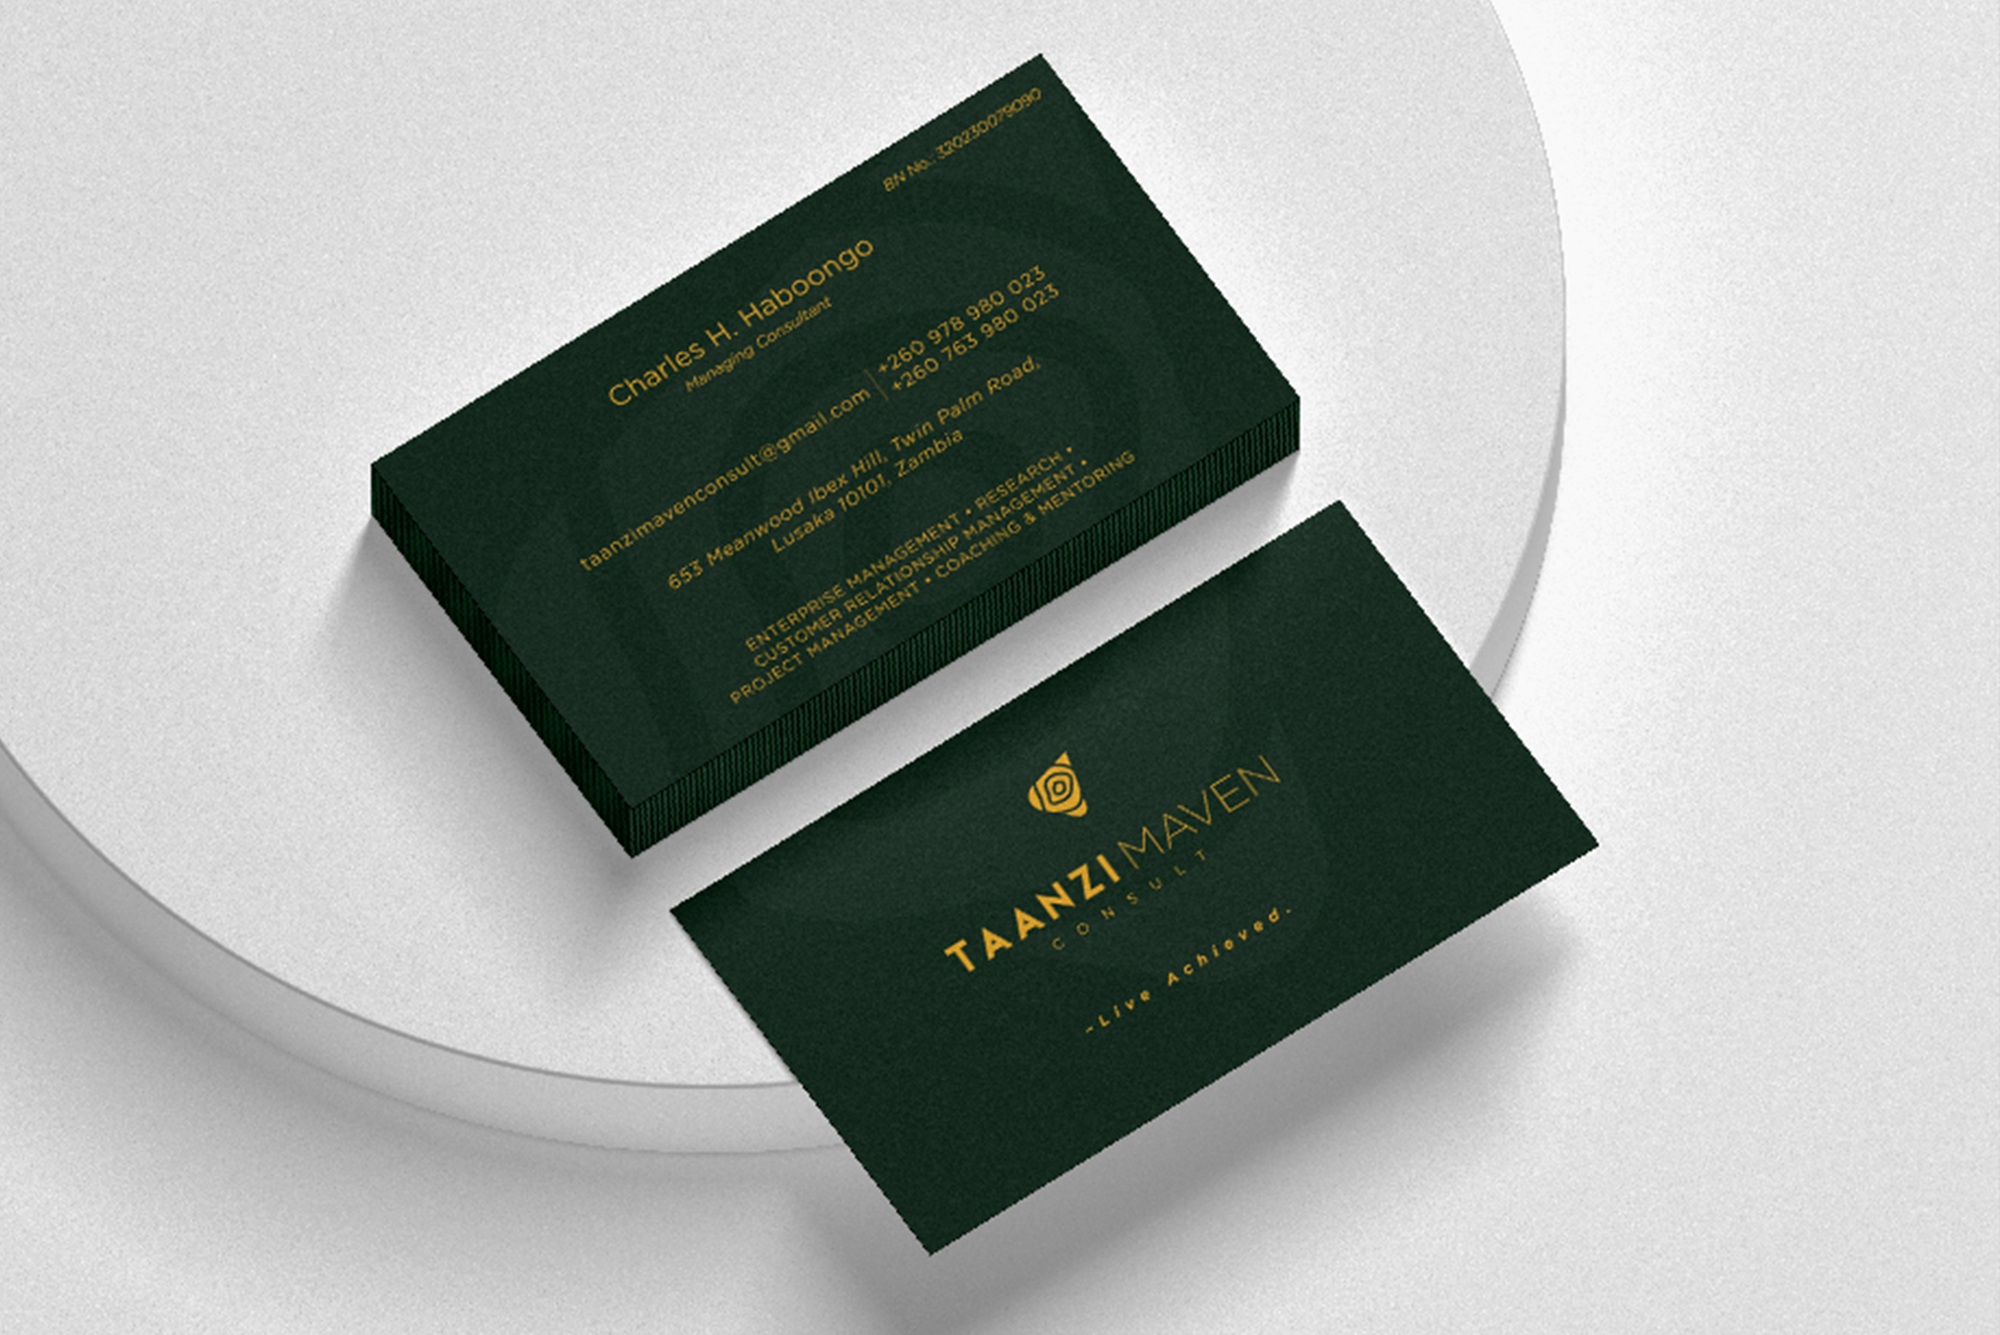 BN No.: 320230079090
Charles H. Haboongo
Managing Consultant
taanzimavenconsult@gmail.com
+260 978 980 023
+260 763 980 023
653 Meanwood Ibex Hill, Twin Palm Road,
Lusaka 10101, Zambia
ENTERPRISE MANAGEMENT • RESEARCH •
CUSTOMER RELATIONSHIP MANAGEMENT •
PROJECT MANAGEMENT • COACHING & MENTORING
TAANZI MAVEN
CONSULT
-Live Achieved.